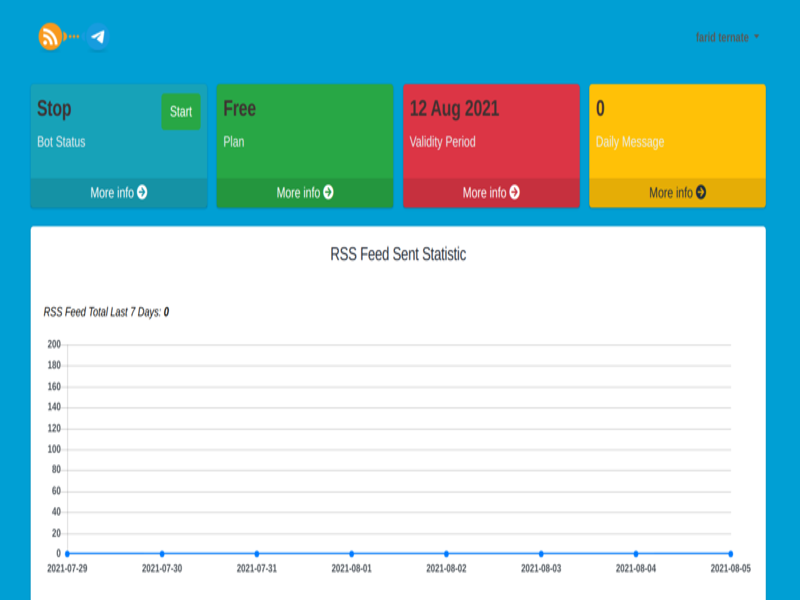 farid ternate
Stop
Start
Bot Status
More info
Free
Plan
More info
12 Aug 2021
Validity Period
More info
0
Daily Message
More info
RSS Feed Sent Statistic
RSS Feed Total Last 7 Days: 0
200
180
160
140
120
100
80
60
40
20
0
2021-07-29 2021-07-30 2021-07-31 2021-08-01 2021-08-02 2021-08-03 2021-08-04 2021-08-05